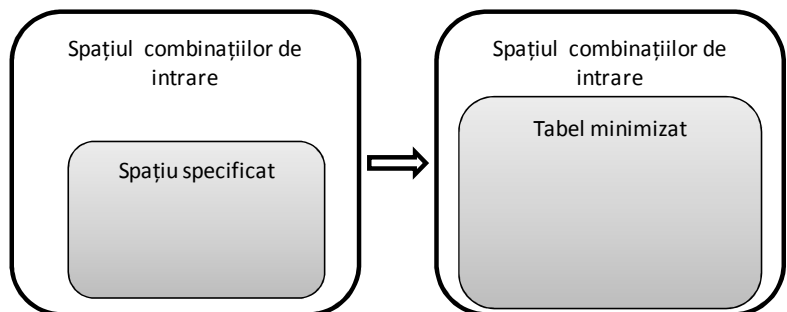 Spațiul combinațiilor de
intrare
Spațiu specificat
Spațiul combinațiilor de
intrare
Tabel minimizat